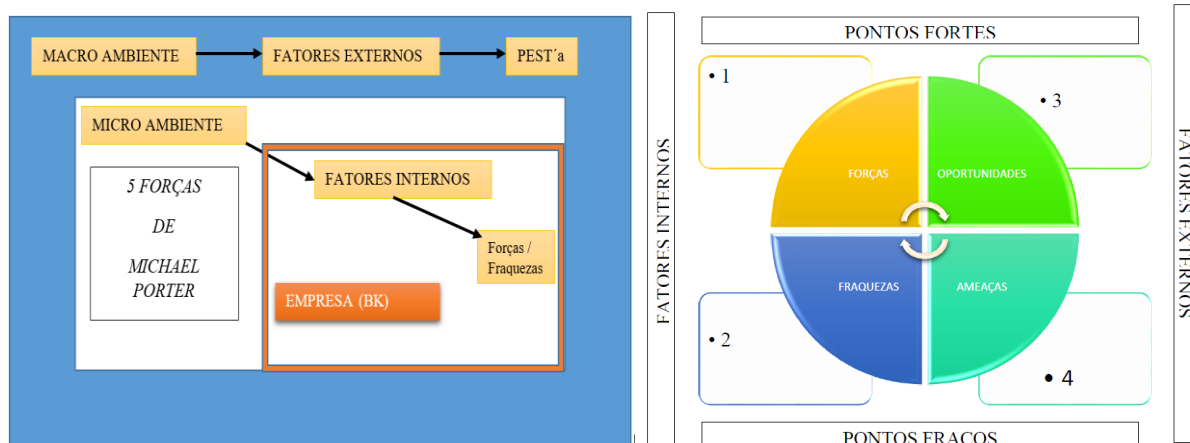 MACRO AMBIENTE
FATORES EXTERNOS
PEST´a
MICRO AMBIENTE
5 FORÇAS
DE
MICHAEL
PORTER
FATORES INTERNOS
Forças /
Fraquezas
EMPRESA (BK)
FATORES INTERNOS
PONTOS FORTES
• 1
• 3
FORÇAS
OPORTUNIDADES
FRAQUEZAS
AMEAÇAS
• 2
• 4
PONTOS FRACOS
FATORES EXTERNOS